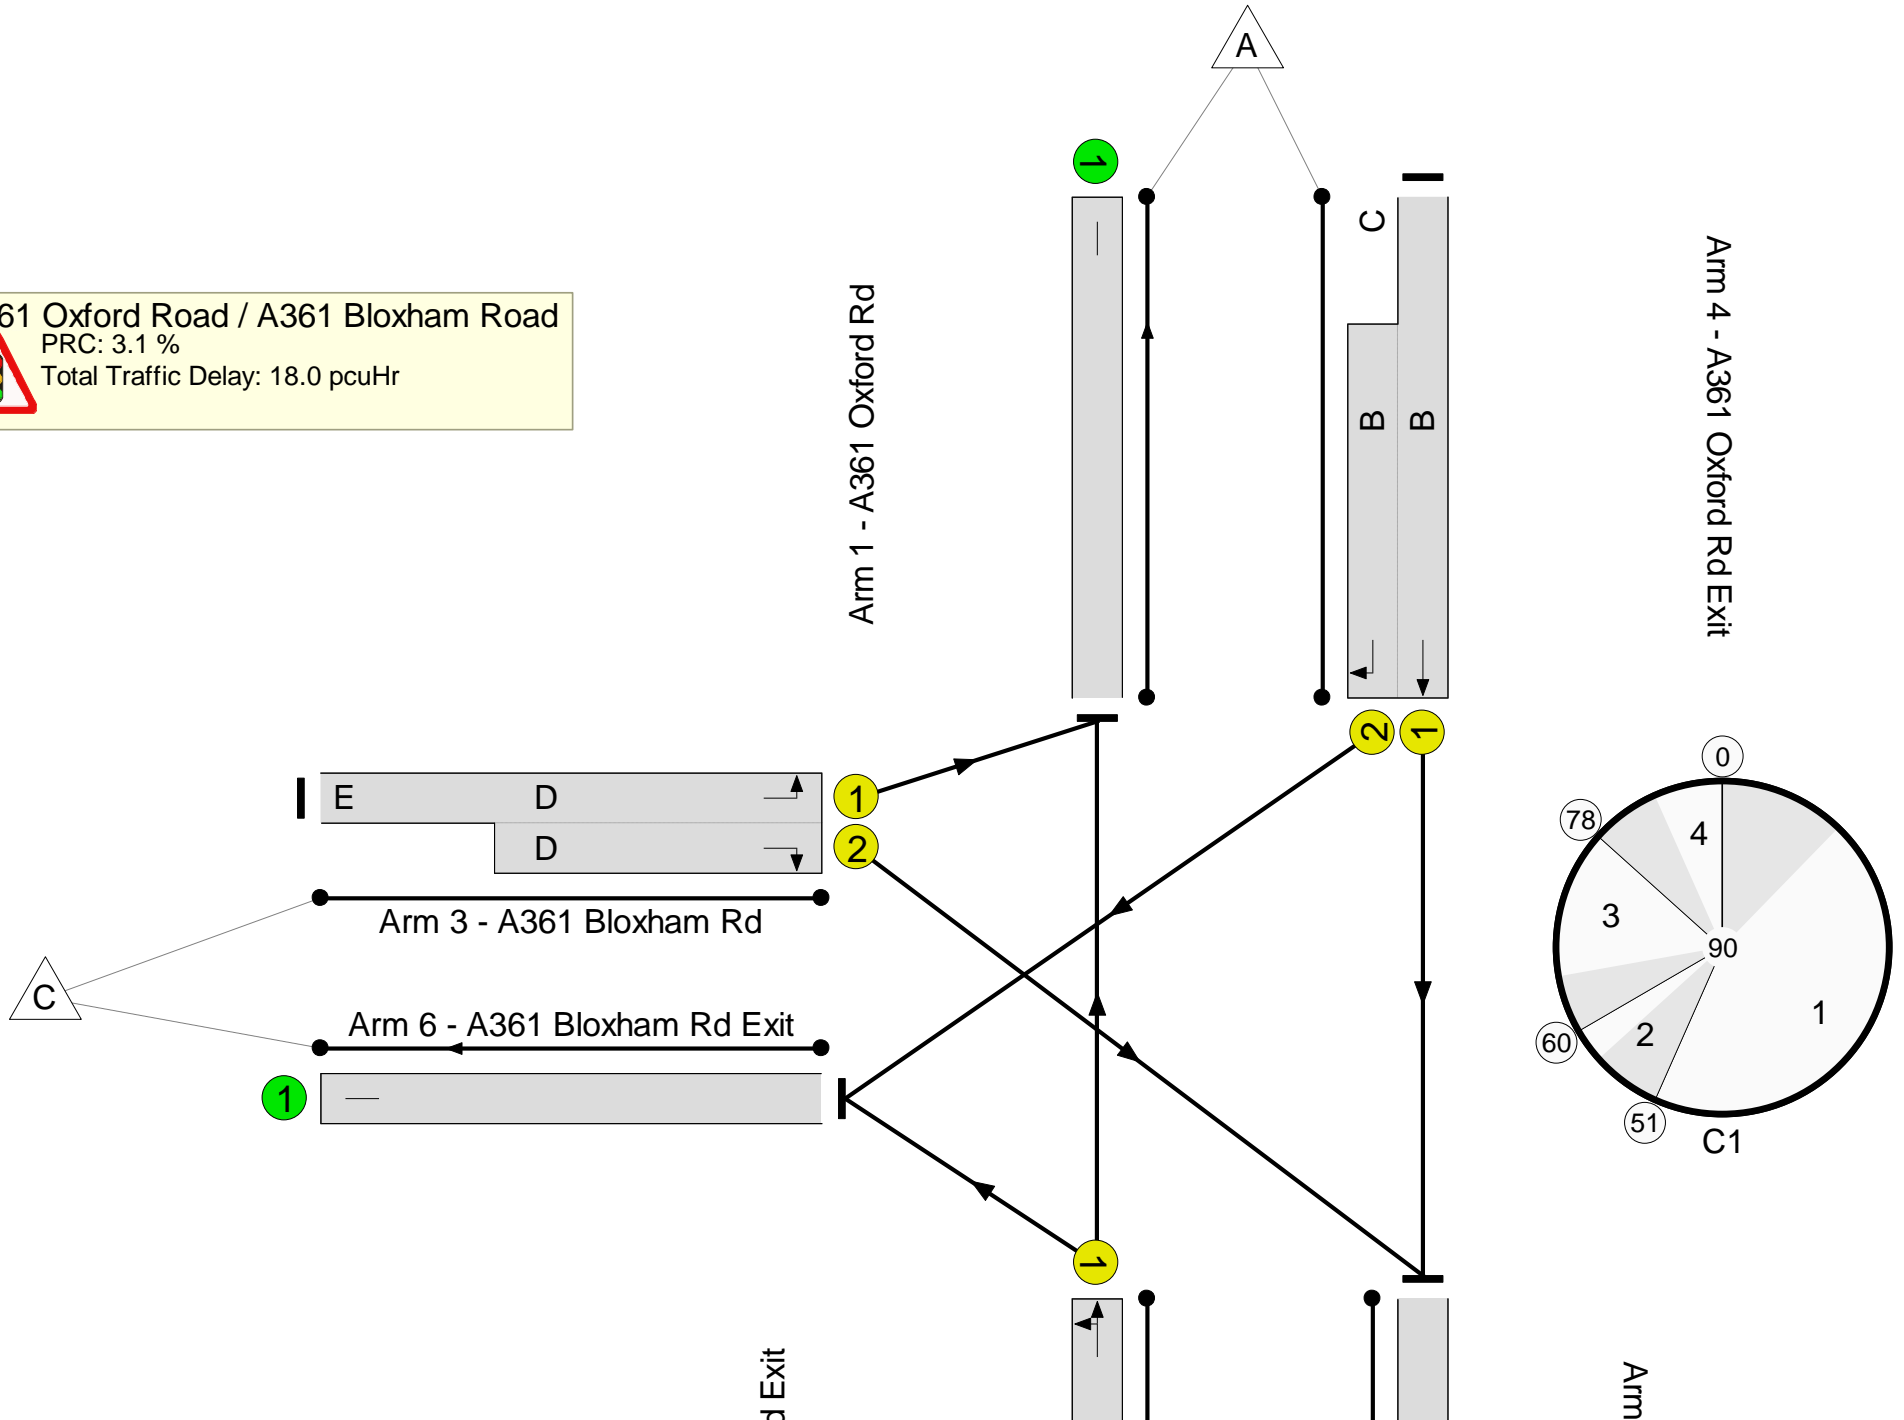 A
1
C
Arm 4 - A361 Oxford Rd Exit
61 Oxford Road / A361 Bloxham Road
PRC: 3.1 %
Total Traffic Delay: 18.0 pcuHr
Arm 1 - A361 Oxford Rd
B B
2 1
E D
1
D
2
Arm 3 - A361 Bloxham Rd
C
Arm 6 - A361 Bloxham Rd Exit
1
0
78
4
3
90
1
60
2
51
C1
1
d Exit
Arm